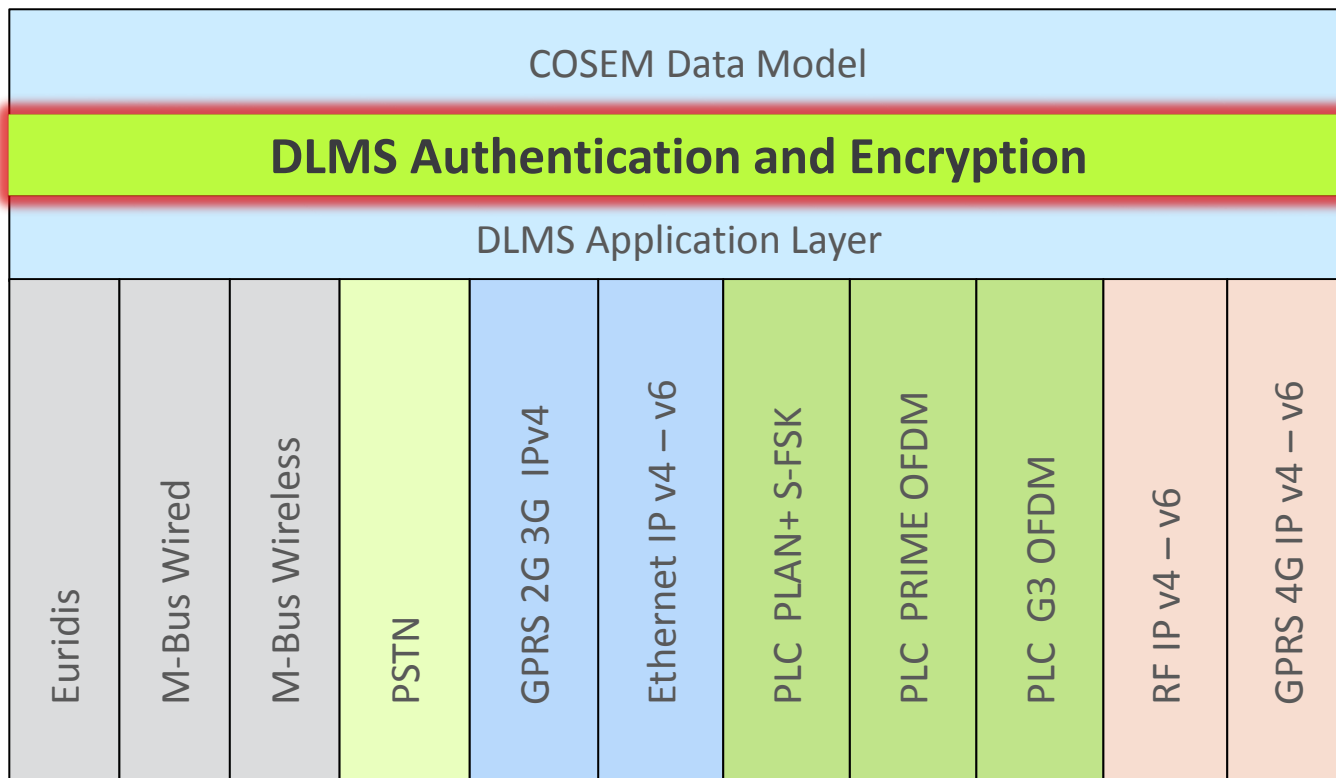 COSEM Data Model
DLMS Authentication and Encryption
DLMS Application Layer
Euridis
M-Bus Wired
M-Bus Wireless
PSTN
GPRS 2G 3G IPv4
Ethernet IP v4 – v6
PLC PLAN+ S-FSK
PLC PRIME OFDM
PLC G3 OFDM
RF IP v4 – v6
GPRS 4G IP v4 – v6